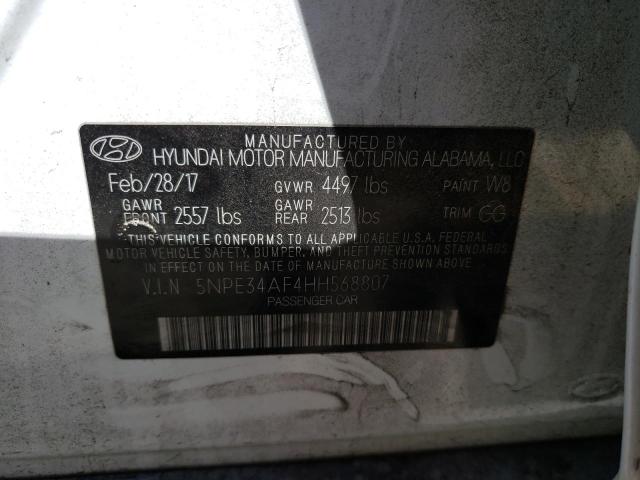 MANUFACTURED BY
HYUNDAI MOTOR MANUFACTURING ALABAMA, LLC
Feb/28/17 GVWR 4497 lbs PAINT W8
GAWR FRONT 2557 lbs GAWR REAR 2513 lbs TRIM GG
THIS VEHICLE CONFORMS TO ALL APPLICABLE U.S.A. FEDERAL
MOTOR VEHICLE SAFETY, BUMPER, AND THEFT PREVENTION STANDARDS
IN EFFECT ON THE DATE OF MANUFACTURE SHOWN ABOVE.
V.I.N 5NPE34AF4HH568807
PASSENGER CAR